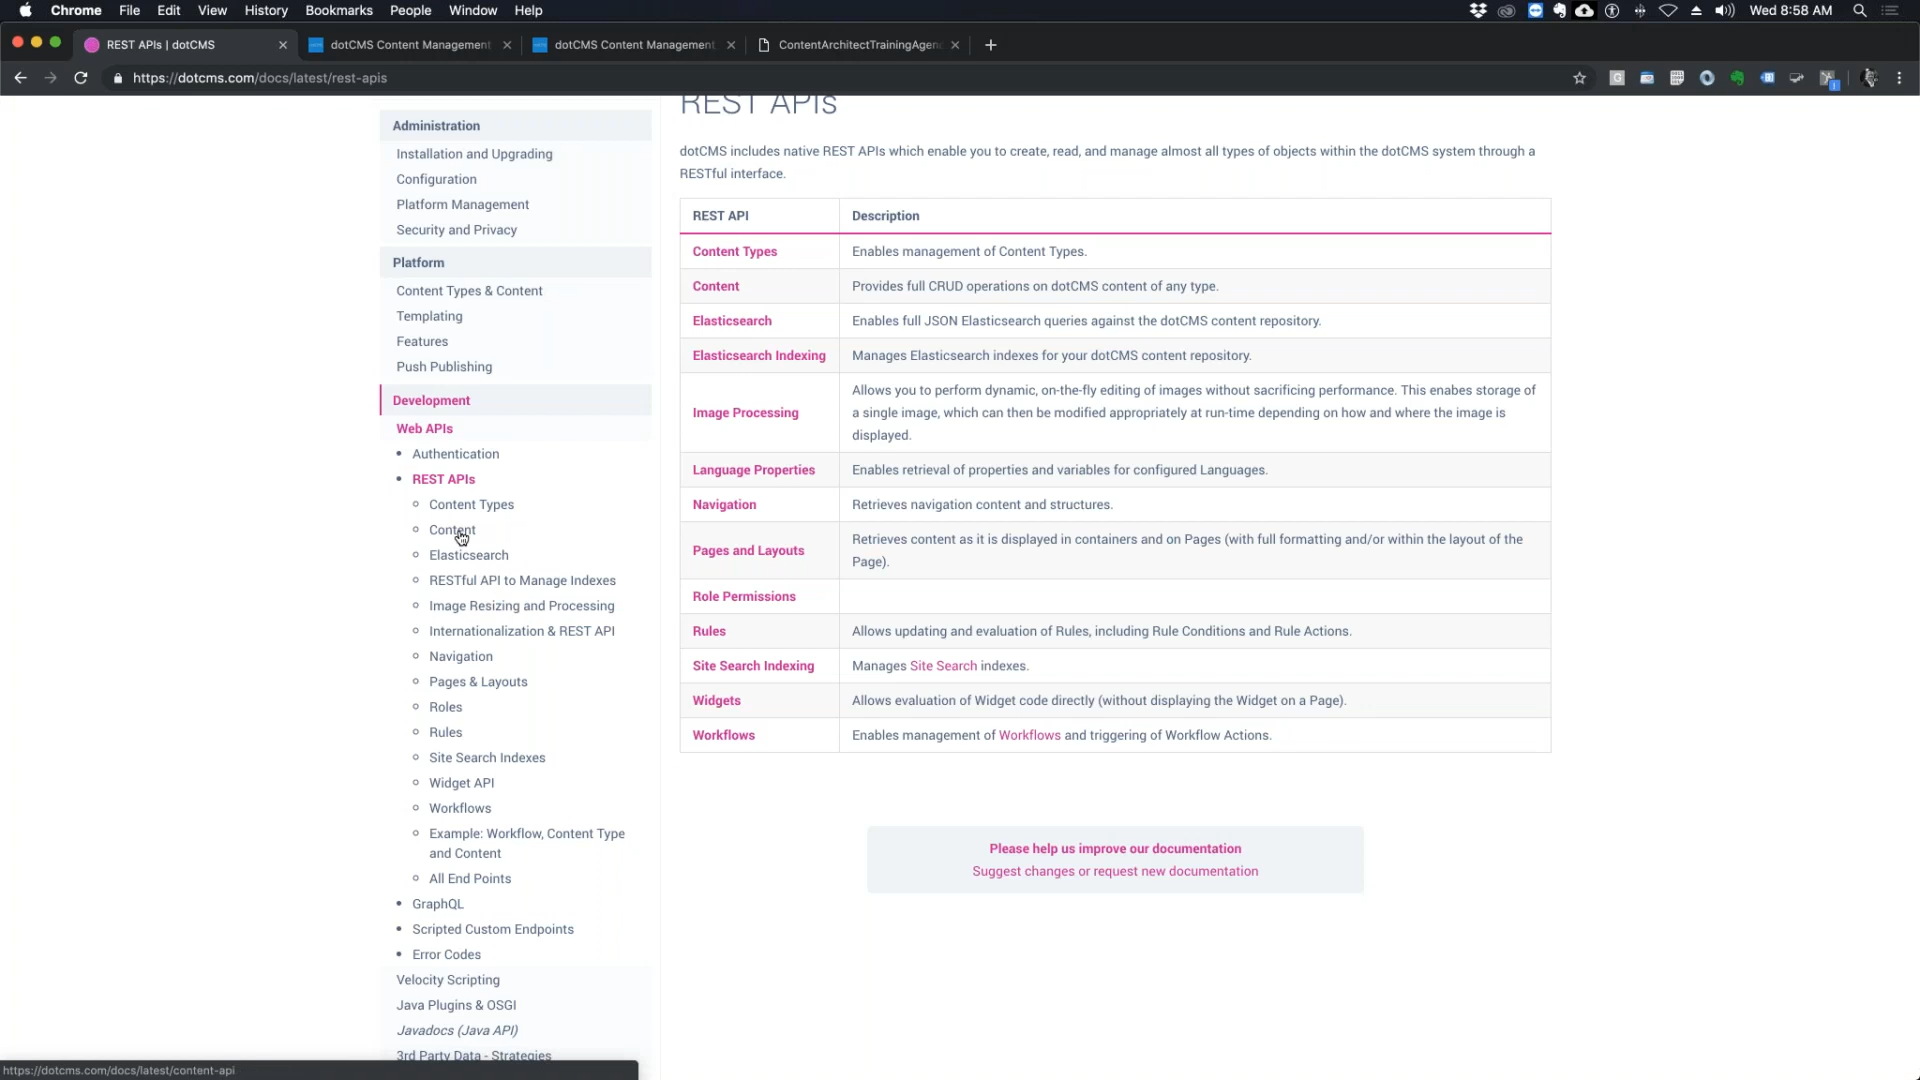 Chrome File Edit View History Bookmarks People Window Help
Wed 8:58 AM
REST APIs | dotCMS
dotCMS Content Management
dotCMS Content Management
ContentArchitectTrainingAgen
https://dotcms.com/docs/latest/rest-apis
Administration
Installation and Upgrading
Configuration
Platform Management
Security and Privacy
Platform
Content Types & Content
Templating
Features
Push Publishing
Development
Web APIs
Authentication
REST APIs
Content Types
Content
Elasticsearch
RESTful API to Manage Indexes
Image Resizing and Processing
Internationalization & REST API
Navigation
Pages & Layouts
Roles
Rules
Site Search Indexes
Widget API
Workflows
Example: Workflow, Content Type
and Content
All End Points
GraphQL
Scripted Custom Endpoints
Error Codes
Velocity Scripting
Java Plugins & OSGI
Javadocs (Java API)
3rd Party Data - Strategies
REST APIs
dotCMS includes native REST APIs which enable you to create, read, and manage almost all types of objects within the dotCMS system through a
RESTful interface.
REST API Description
Content Types Enables management of Content Types.
Content Provides full CRUD operations on dotCMS content of any type.
Elasticsearch Enables full JSON Elasticsearch queries against the dotCMS content repository.
Elasticsearch Indexing Manages Elasticsearch indexes for your dotCMS content repository.
Image Processing
Allows you to perform dynamic, on-the-fly editing of images without sacrificing performance. This enabes storage of
a single image, which can then be modified appropriately at run-time depending on how and where the image is
displayed.
Language Properties Enables retrieval of properties and variables for configured Languages.
Navigation Retrieves navigation content and structures.
Pages and Layouts
Retrieves content as it is displayed in containers and on Pages (with full formatting and/or within the layout of the
Page).
Role Permissions
Rules Allows updating and evaluation of Rules, including Rule Conditions and Rule Actions.
Site Search Indexing Manages Site Search indexes.
Widgets Allows evaluation of Widget code directly (without displaying the Widget on a Page).
Workflows Enables management of Workflows and triggering of Workflow Actions.
Please help us improve our documentation
Suggest changes or request new documentation
https://dotcms.com/docs/latest/content-api